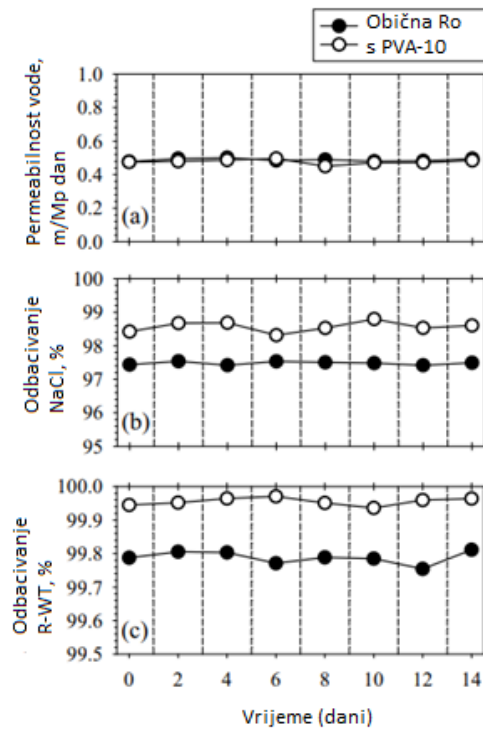 Obična Ro
s PVA-10
Permeabilnost vode,
m/Mp dan
1.0
0.8
0.6
0.4
0.2
0.0
(a)
Odbacivanje
NaCl, %
100
99
98
97
96
95
(b)
Odbacivanje
R-WT, %
100.0
99.9
99.8
99.7
99.6
99.5
(c)
0 2 4 6 8 10 12 14
Vrijeme (dani)